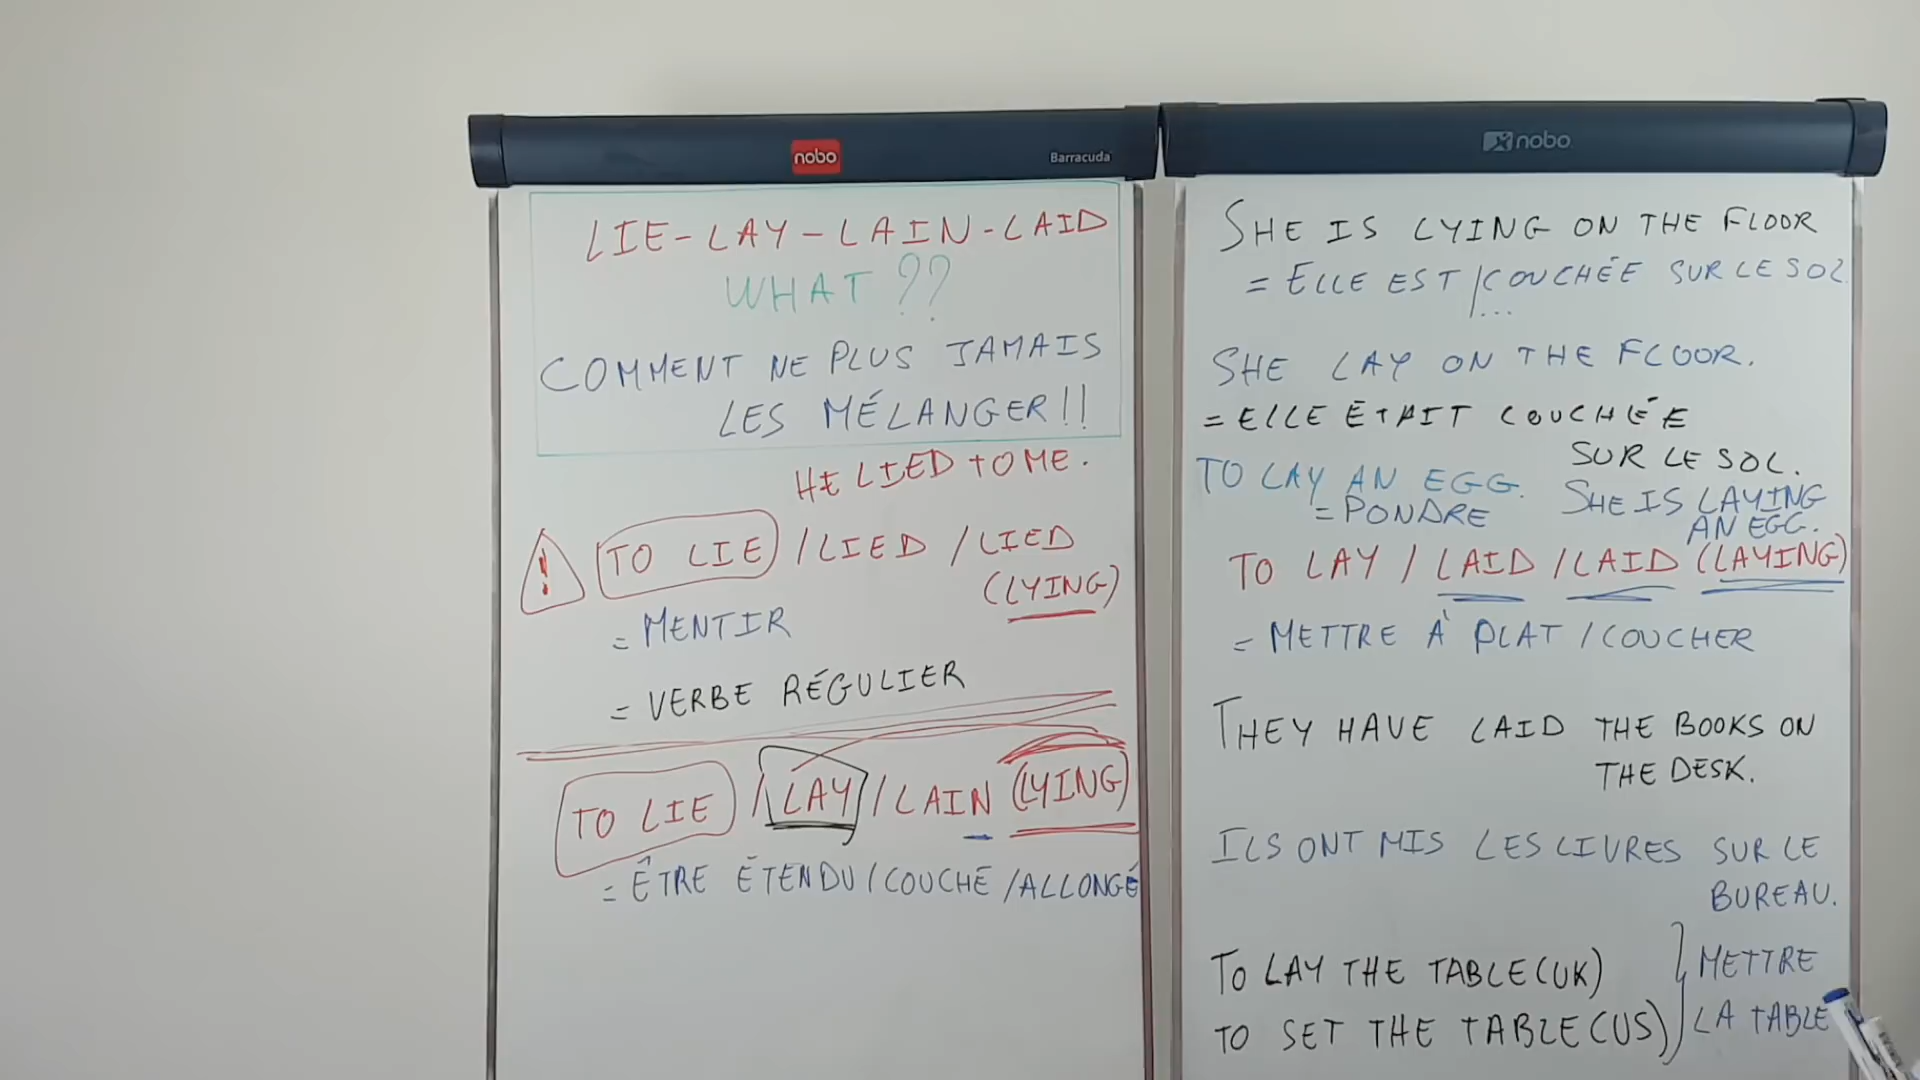 nobo
Barracuda
LIE-LAY-LAIN-LAID
WHAT??
COMMENT NE PLUS JAMAIS
LES MÉLANGER!!
HE LIED TO ME.
! TO LIE / LIED / LIED
(LYING)
= MENTIR
= VERBE RÉGULIER
TO LIE / LAY / LAIN (LYING)
= ÊTRE ÉTENDU / COUCHÉ / ALLONGÉ
nobo
SHE IS LYING ON THE FLOOR
= ELLE EST / COUCHÉE SUR LE SOL
...
SHE LAY ON THE FLOOR.
= ELLE ÉTAIT COUCHÉE
SUR LE SOL.
TO LAY AN EGG.
= PONDRE
SHE IS LAYING
AN EGG.
TO LAY / LAID / LAID (LAYING)
= METTRE À PLAT / COUCHER
THEY HAVE LAID THE BOOKS ON
THE DESK.
ILS ONT MIS LES LIVRES SUR LE
BUREAU.
TO LAY THE TABLE (UK)
TO SET THE TABLE (US)
METTRE
LA TABLE